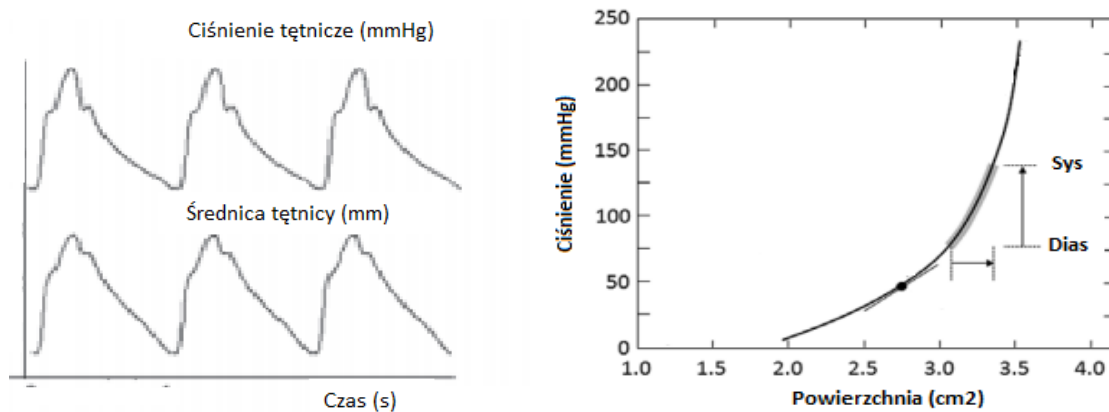 Ciśnienie tętnicze (mmHg)
Średnica tętnicy (mm)
Czas (s)
Ciśnienie (mmHg)
250
200
150
100
50
0
Sys
Dias
1.0 1.5 2.0 2.5 3.0 3.5 4.0
Powierzchnia (cm2)